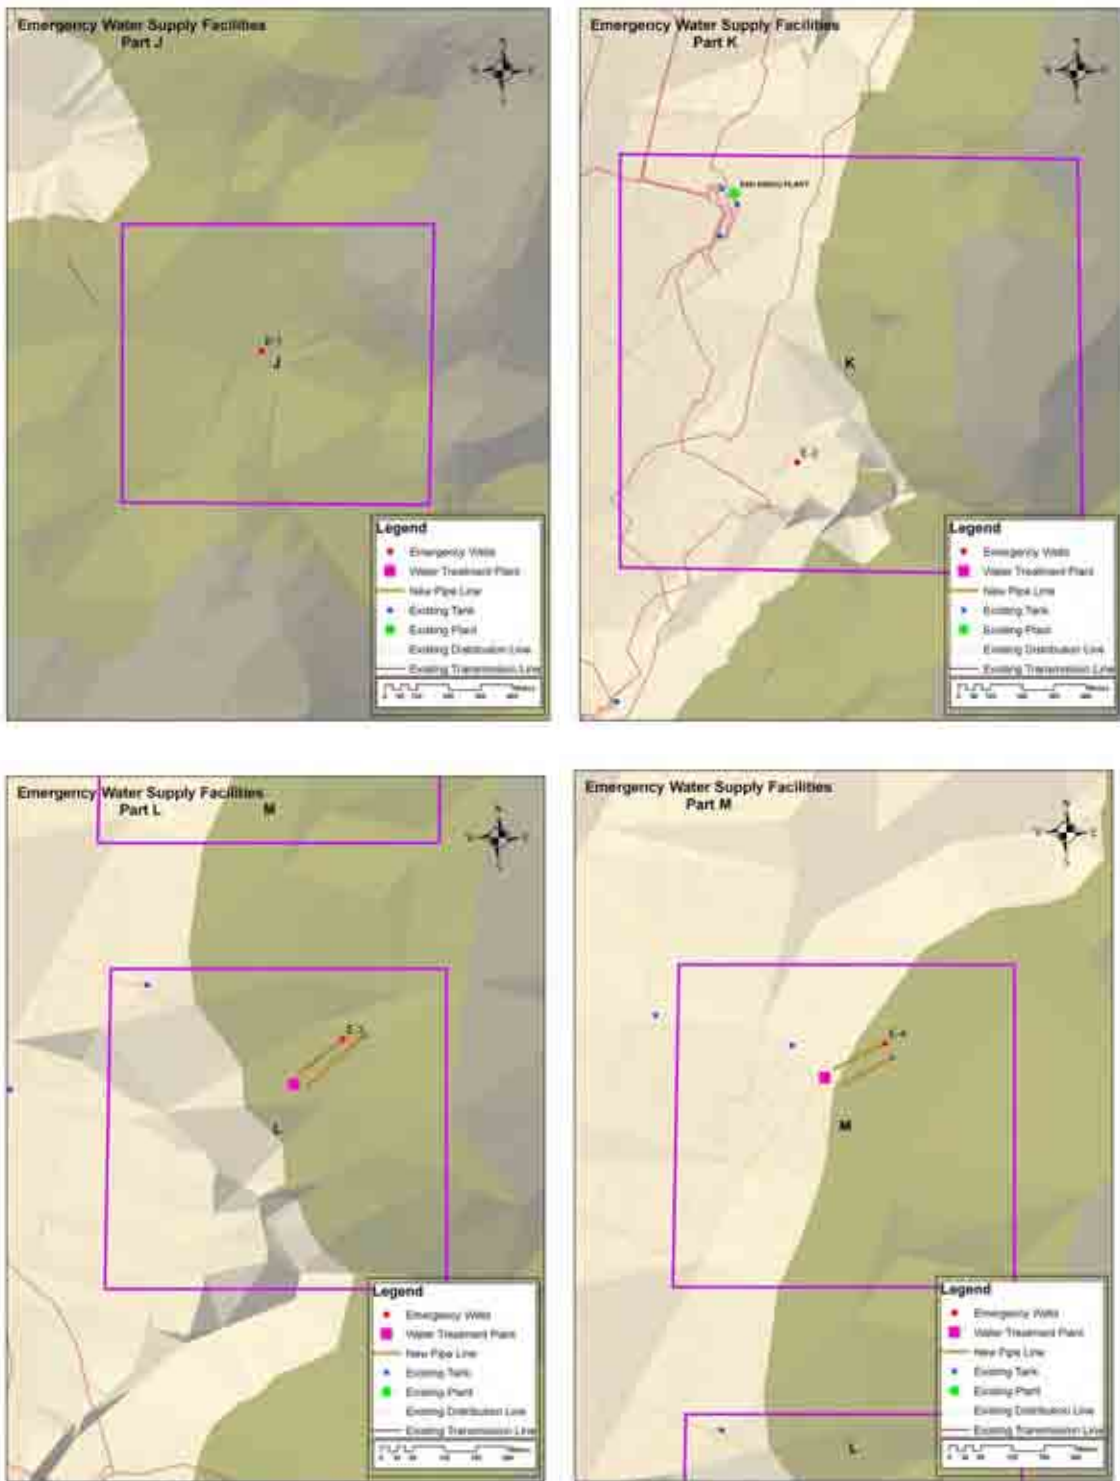 Emergency Water Supply Facilities
Part J
N
J
Legend
Emergency Wells
Water Treatment Plant
New Pipe Line
Existing Tank
Existing Plant
Existing Distribution Line
Existing Transmission Line
Emergency Water Supply Facilities
Part K
N
K
E-2
Legend
Emergency Wells
Water Treatment Plant
New Pipe Line
Existing Tank
Existing Plant
Existing Distribution Line
Existing Transmission Line
Emergency Water Supply Facilities
Part L
M
N
E-3
L
Legend
Emergency Wells
Water Treatment Plant
New Pipe Line
Existing Tank
Existing Plant
Existing Distribution Line
Existing Transmission Line
Emergency Water Supply Facilities
Part M
N
E-4
M
L
Legend
Emergency Wells
Water Treatment Plant
New Pipe Line
Existing Tank
Existing Plant
Existing Distribution Line
Existing Transmission Line